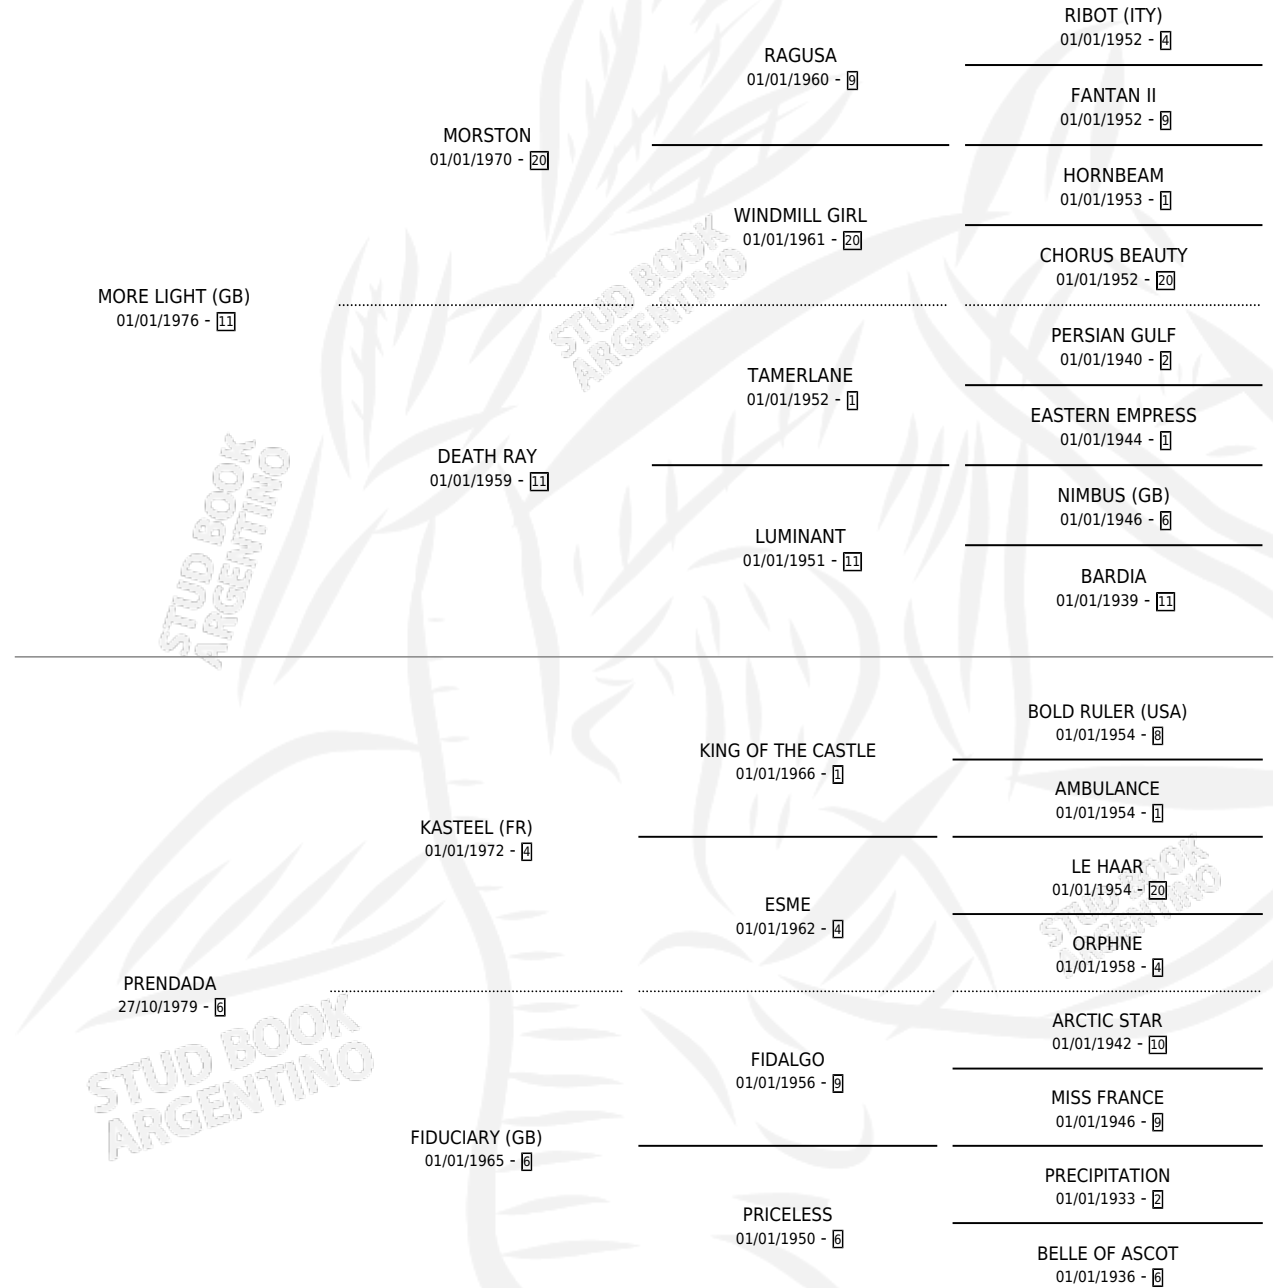 RIBOT (ITY)
01/01/1952 - 4
RAGUSA
01/01/1960 - 9
FANTAN II
01/01/1952 - 9
MORSTON
01/01/1970 - 20
HORNBEAM
01/01/1953 - 1
WINDMILL GIRL
01/01/1961 - 20
CHORUS BEAUTY
01/01/1952 - 20
MORE LIGHT (GB)
01/01/1976 - 11
PERSIAN GULF
01/01/1940 - 2
TAMERLANE
01/01/1952 - 1
EASTERN EMPRESS
01/01/1944 - 1
DEATH RAY
01/01/1959 - 11
NIMBUS (GB)
01/01/1946 - 6
LUMINANT
01/01/1951 - 11
BARDIA
01/01/1939 - 11
BOLD RULER (USA)
01/01/1954 - 8
KING OF THE CASTLE
01/01/1966 - 1
AMBULANCE
01/01/1954 - 1
KASTEEL (FR)
01/01/1972 - 4
LE HAAR
01/01/1954 - 20
ESME
01/01/1962 - 4
ORPHNE
01/01/1958 - 4
PRENDADA
27/10/1979 - 6
ARCTIC STAR
01/01/1942 - 10
FIDALGO
01/01/1956 - 9
MISS FRANCE
01/01/1946 - 9
FIDUCIARY (GB)
01/01/1965 - 6
PRECIPITATION
01/01/1933 - 2
PRICELESS
01/01/1950 - 6
BELLE OF ASCOT
01/01/1936 - 6
STUD BOOK
ARGENTINO
STUD BOOK
ARGENTINO
STUD BOOK
ARGENTINO
STUD BOOK
ARGENTINO